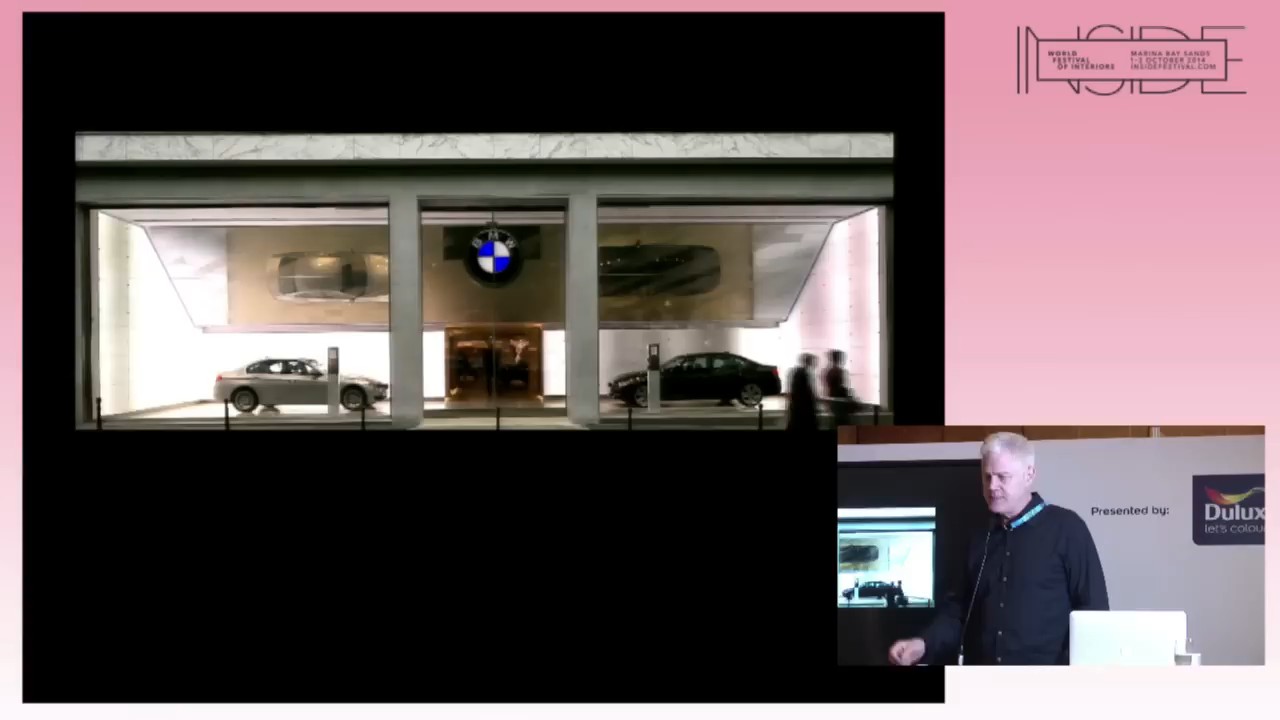 INSIDE
WORLD
FESTIVAL
OF INTERIORS
MARINA BAY SANDS
1-3 OCTOBER 2014
INSIDEFESTIVAL.COM
BMW
Presented by:
Dulux
let's colou